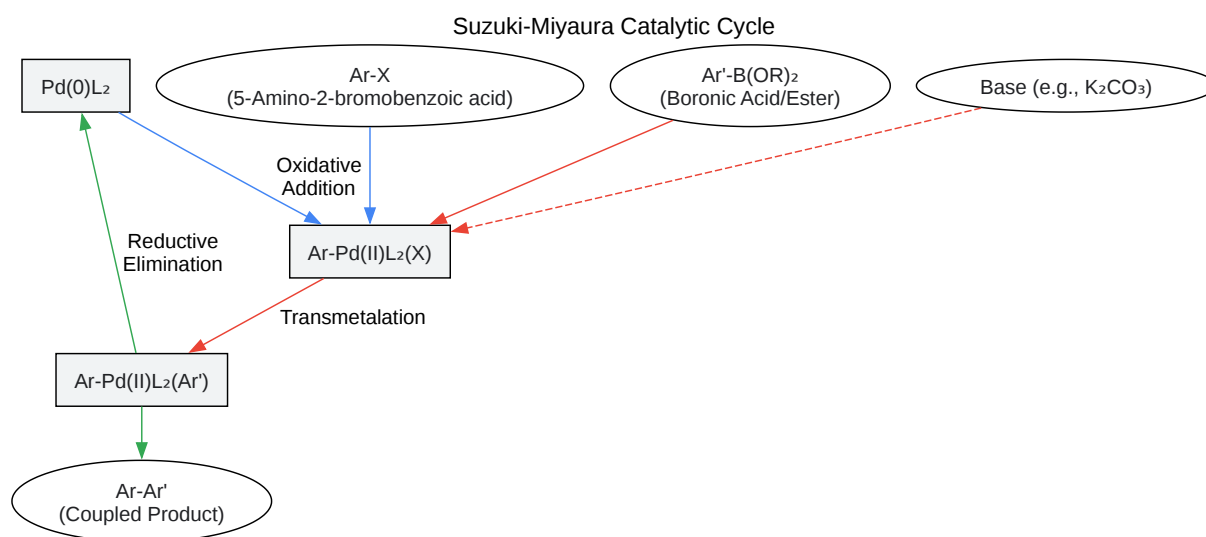 Suzuki-Miyaura Catalytic Cycle
Pd(0)L₂
Ar-X
(5-Amino-2-bromobenzoic acid)
Ar'-B(OR)₂
(Boronic Acid/Ester)
Base (e.g., K₂CO₃)
Oxidative
Addition
Reductive
Elimination
Ar-Pd(II)L₂(X)
Transmetalation
Ar-Pd(II)L₂(Ar')
Ar-Ar'
(Coupled Product)